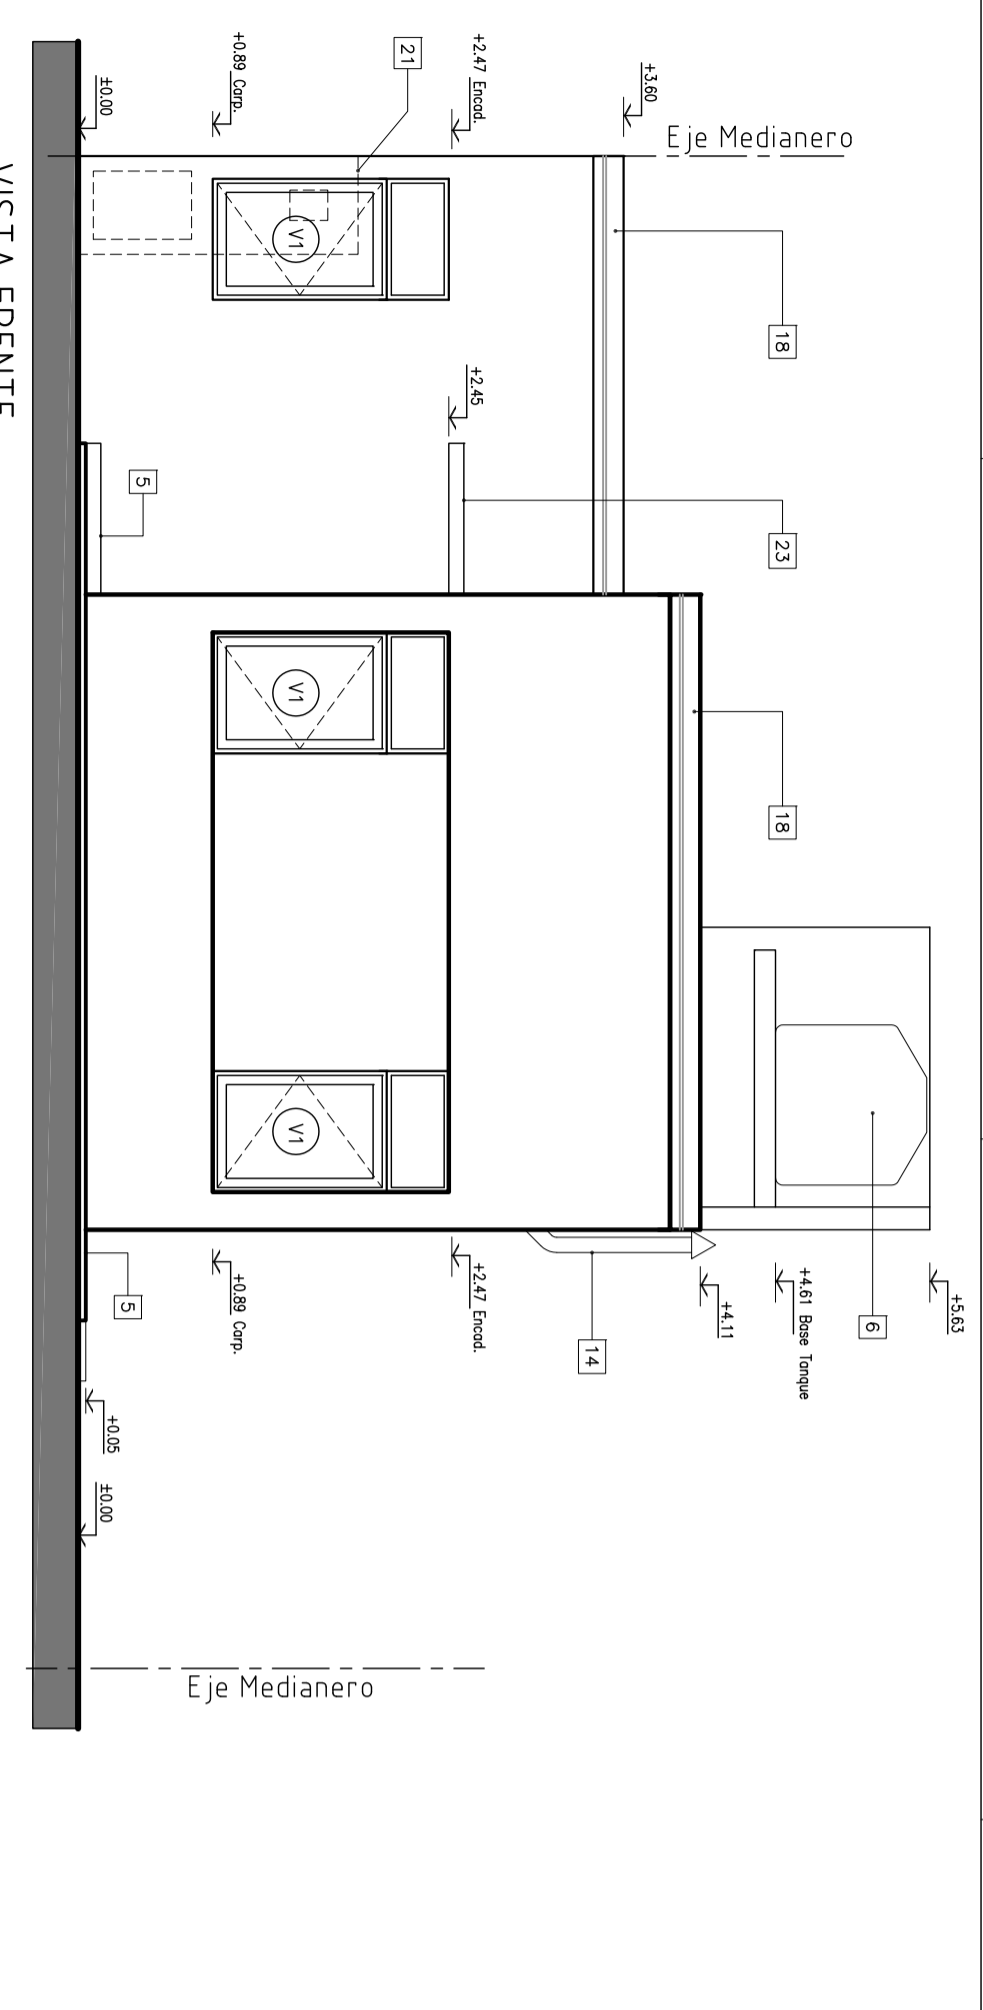 +5.63
+4.61 Base Tanque
6
+4.11
18
23
18
14
Eje Medianero
+3.60
+2.47 Encad.
21
+2.45
+2.47 Encad.
V1
V1
V1
+0.89 Carp.
+0.89 Carp.
Eje Medianero
5
5
±0.00
+0.05
±0.00
VISTA FRENTE